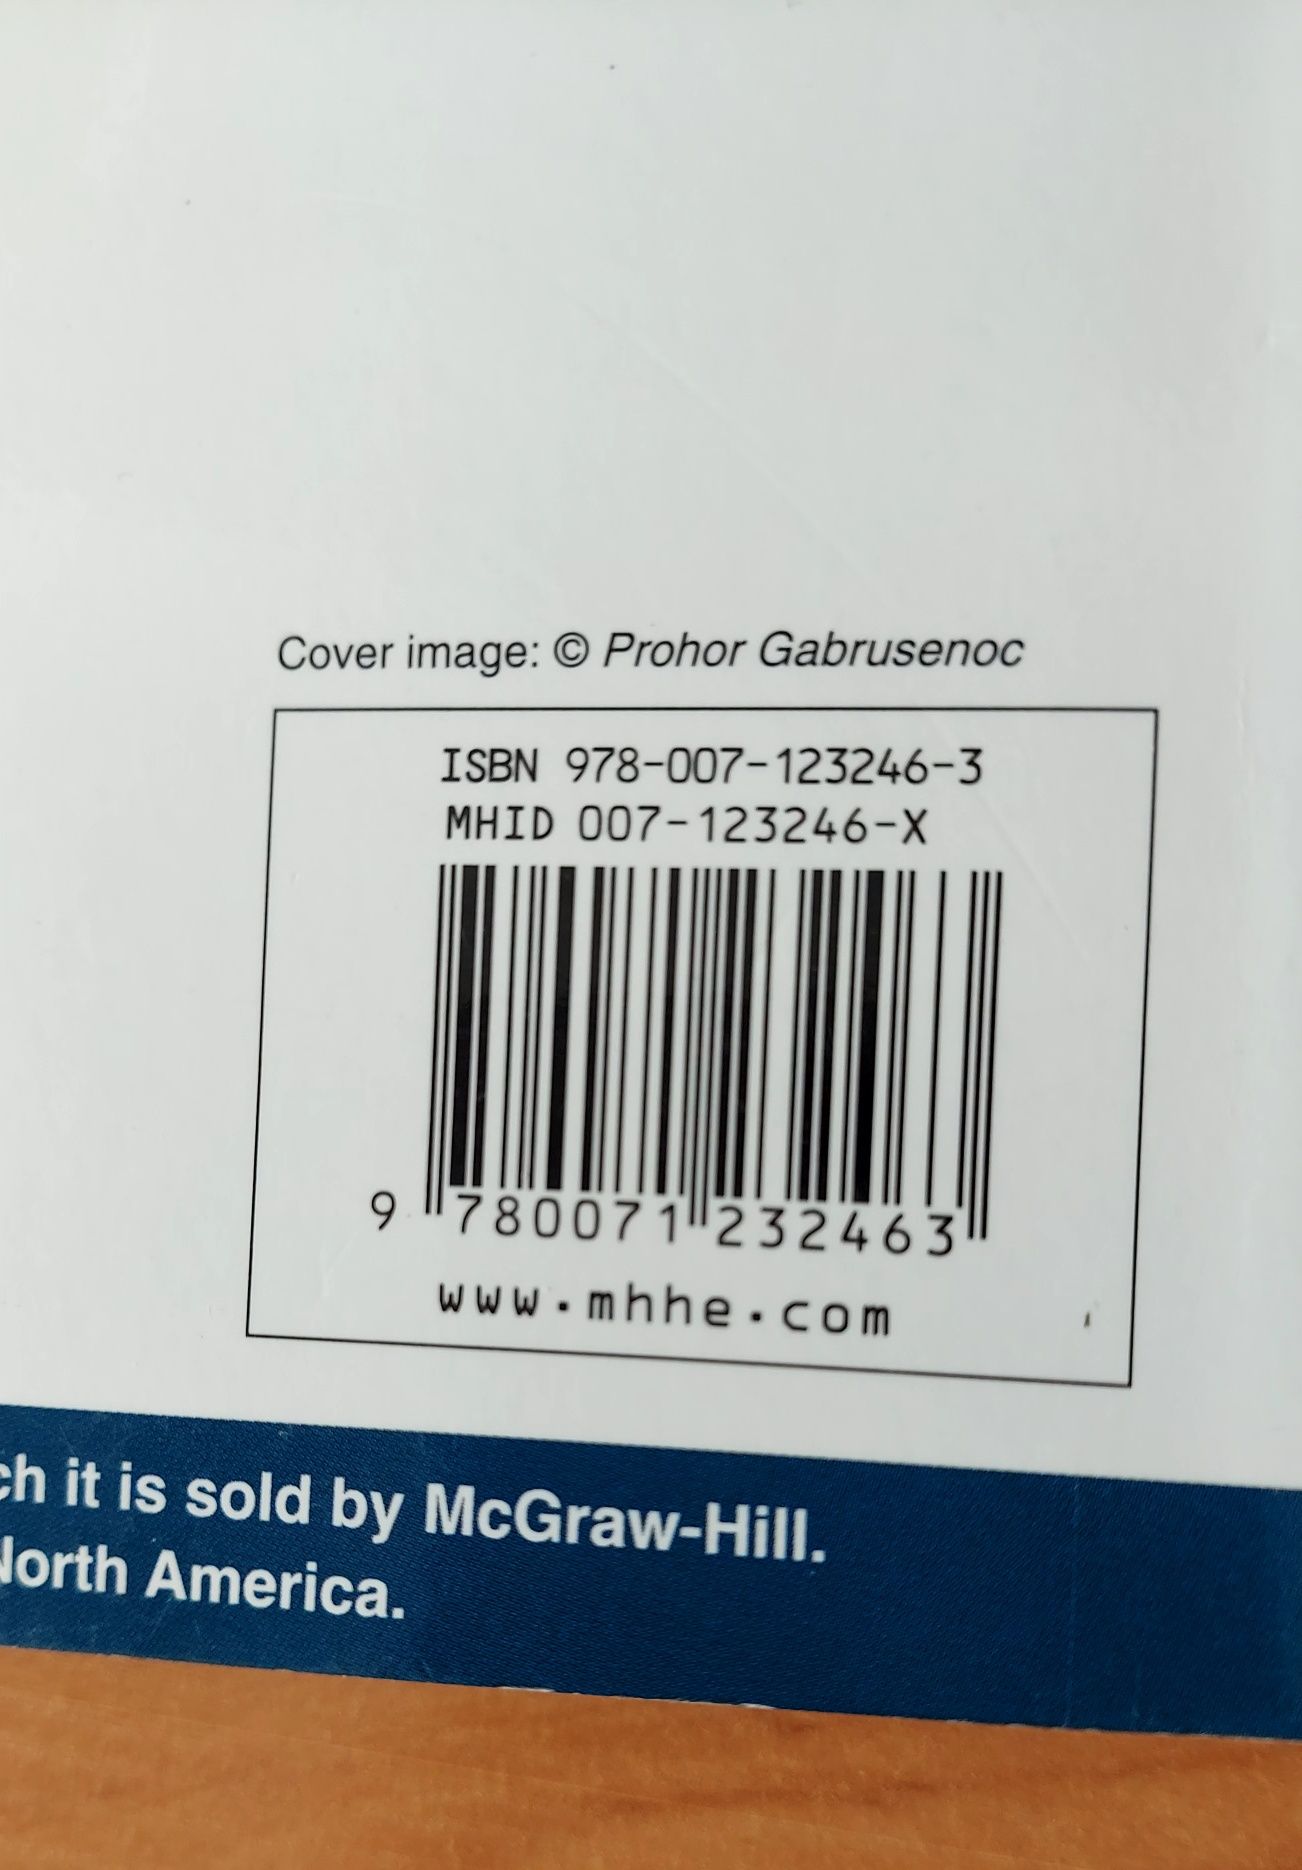 Cover image: © Prohor Gabrusenoc
ISBN 978-007-123246-3
MHID 007-123246-X
9 780071 232463
www.mhhe.com
ch it is sold by McGraw-Hill.
North America.